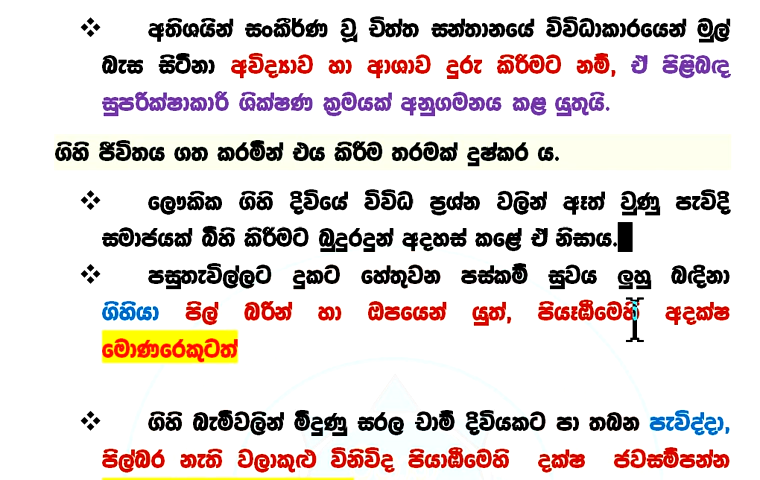 ❖ අතිශයින් සංකීර්ණ වූ චිත්ත සන්තානයේ විවිධාකාරයෙන් මුල්
බැස සිටිනා අවිද්‍යාව හා ආශාව දුරු කිරීමට නම්, ඒ පිළිබඳ
සුපරීක්ෂාකාරී ශික්ෂණ ක්‍රමයක් අනුගමනය කළ යුතුයි.
ගිහි ජීවිතය ගත කරමින් එය කිරීම තරමක් දුෂ්කර ය.
❖ ලෞකික ගිහි දිවියේ විවිධ ප්‍රශ්න වලින් ඈත් වුණු පැවිදි
සමාජයක් බිහි කිරීමට බුදුරදුන් අදහස් කළේ ඒ නිසාය.
❖ පසුතැවිල්ලට දුකට හේතුවන පස්කම් සුවය ලුහු බඳිනා
ගිහියා පිල් බරින් හා ඔපයෙන් යුත්, පියෑඹීමෙහි අදක්ෂ
මොණරෙකුටත්
❖ ගිහි බැම්වලින් මිදුණු සරල චාම් දිවියකට පා තබන පැවිද්දා,
පිල්බර නැති වලාකුළු විනිවිද පියාඹීමෙහි දක්ෂ ජවසම්පන්න